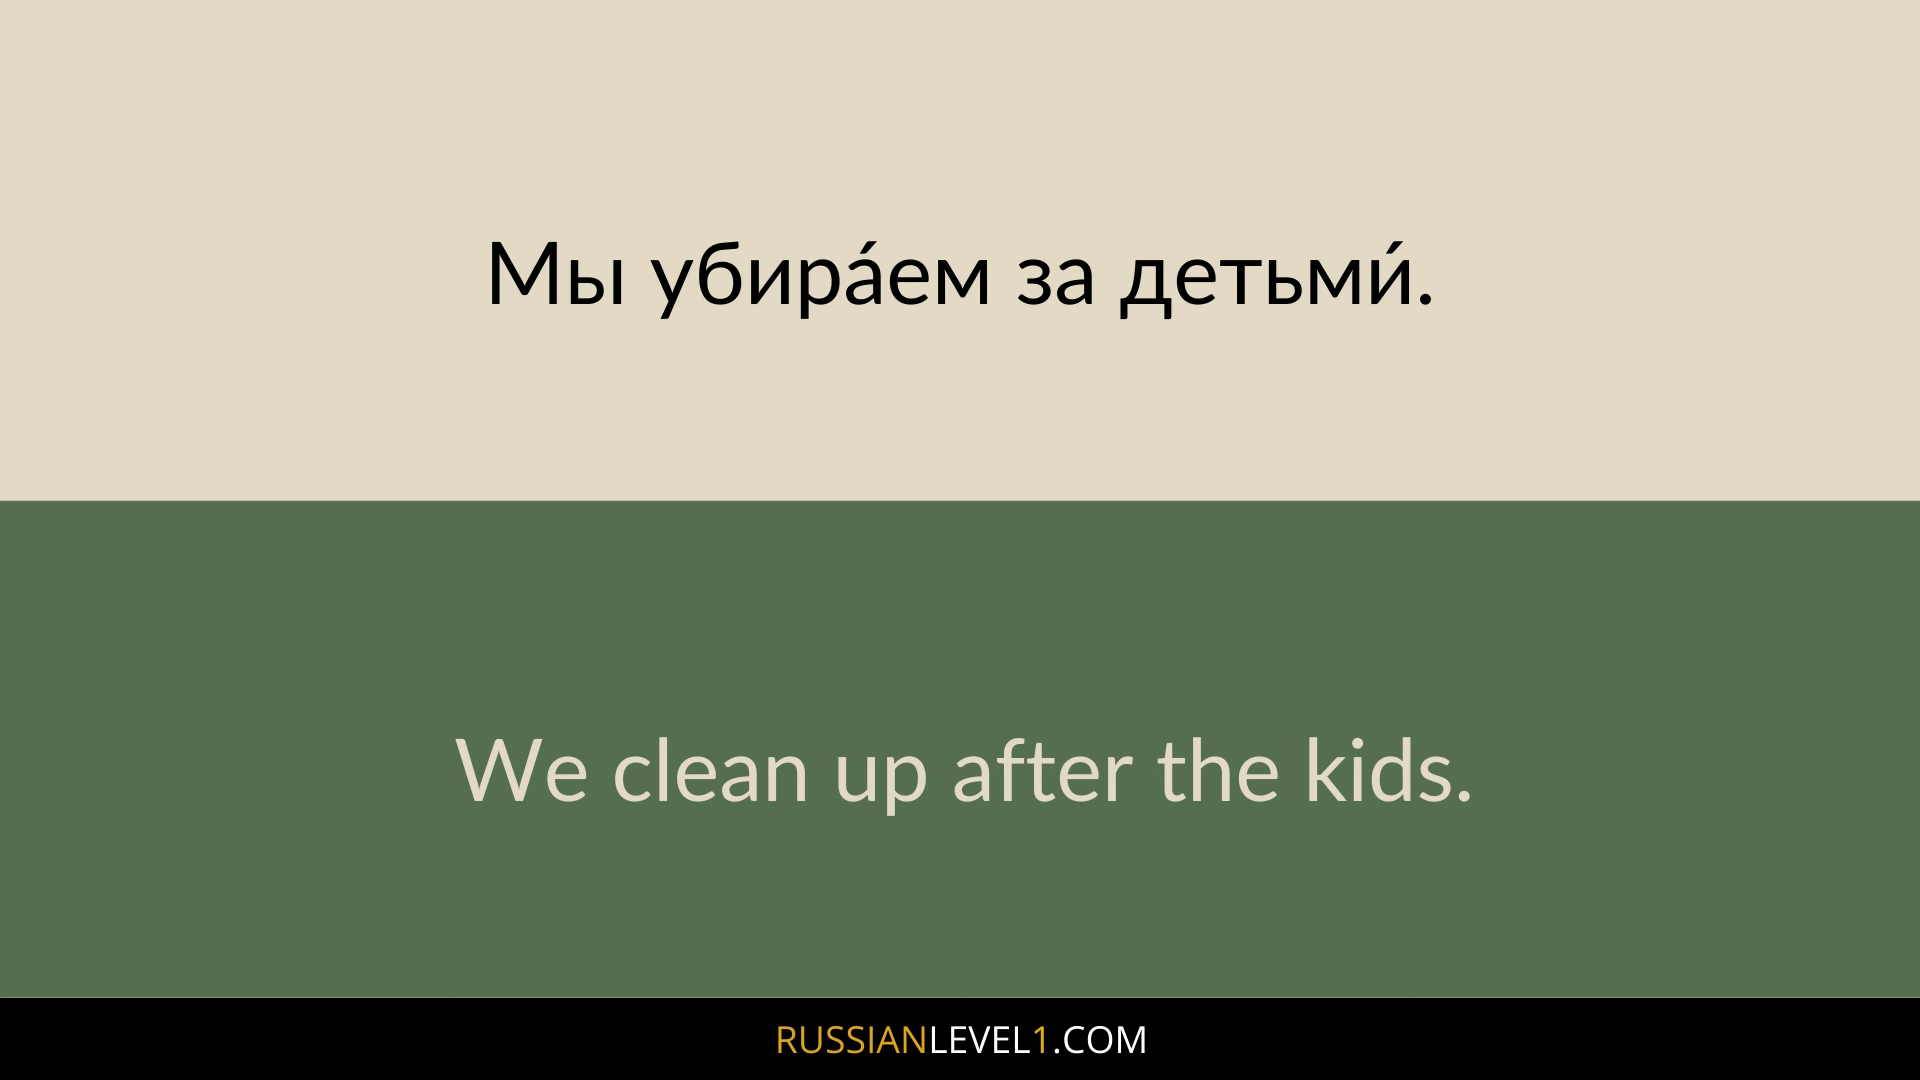 Мы убира́ем за детьми́.
We clean up after the kids.
RUSSIANLEVEL1.COM